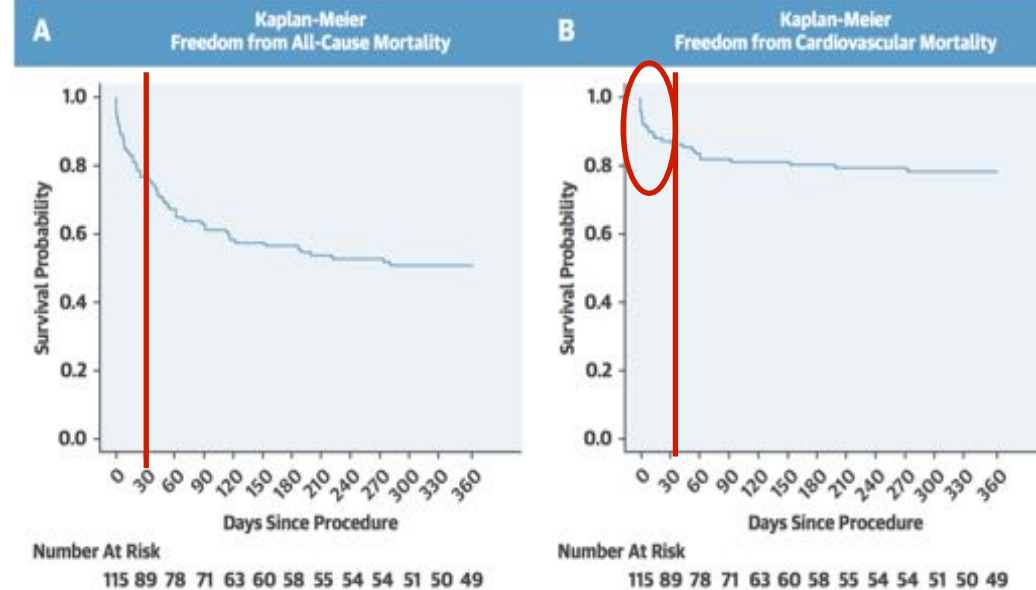 A
Kaplan-Meier
Freedom from All-Cause Mortality
Survival Probability
1.0
0.8
0.6
0.4
0.2
0.0
0 30 60 90 120 150 180 210 240 270 300 330 360
Days Since Procedure
Number At Risk
115 89 78 71 63 60 58 55 54 54 51 50 49
B
Kaplan-Meier
Freedom from Cardiovascular Mortality
Survival Probability
1.0
0.8
0.6
0.4
0.2
0.0
0 30 60 90 120 150 180 210 240 270 300 330 360
Days Since Procedure
Number At Risk
115 89 78 71 63 60 58 55 54 54 51 50 49